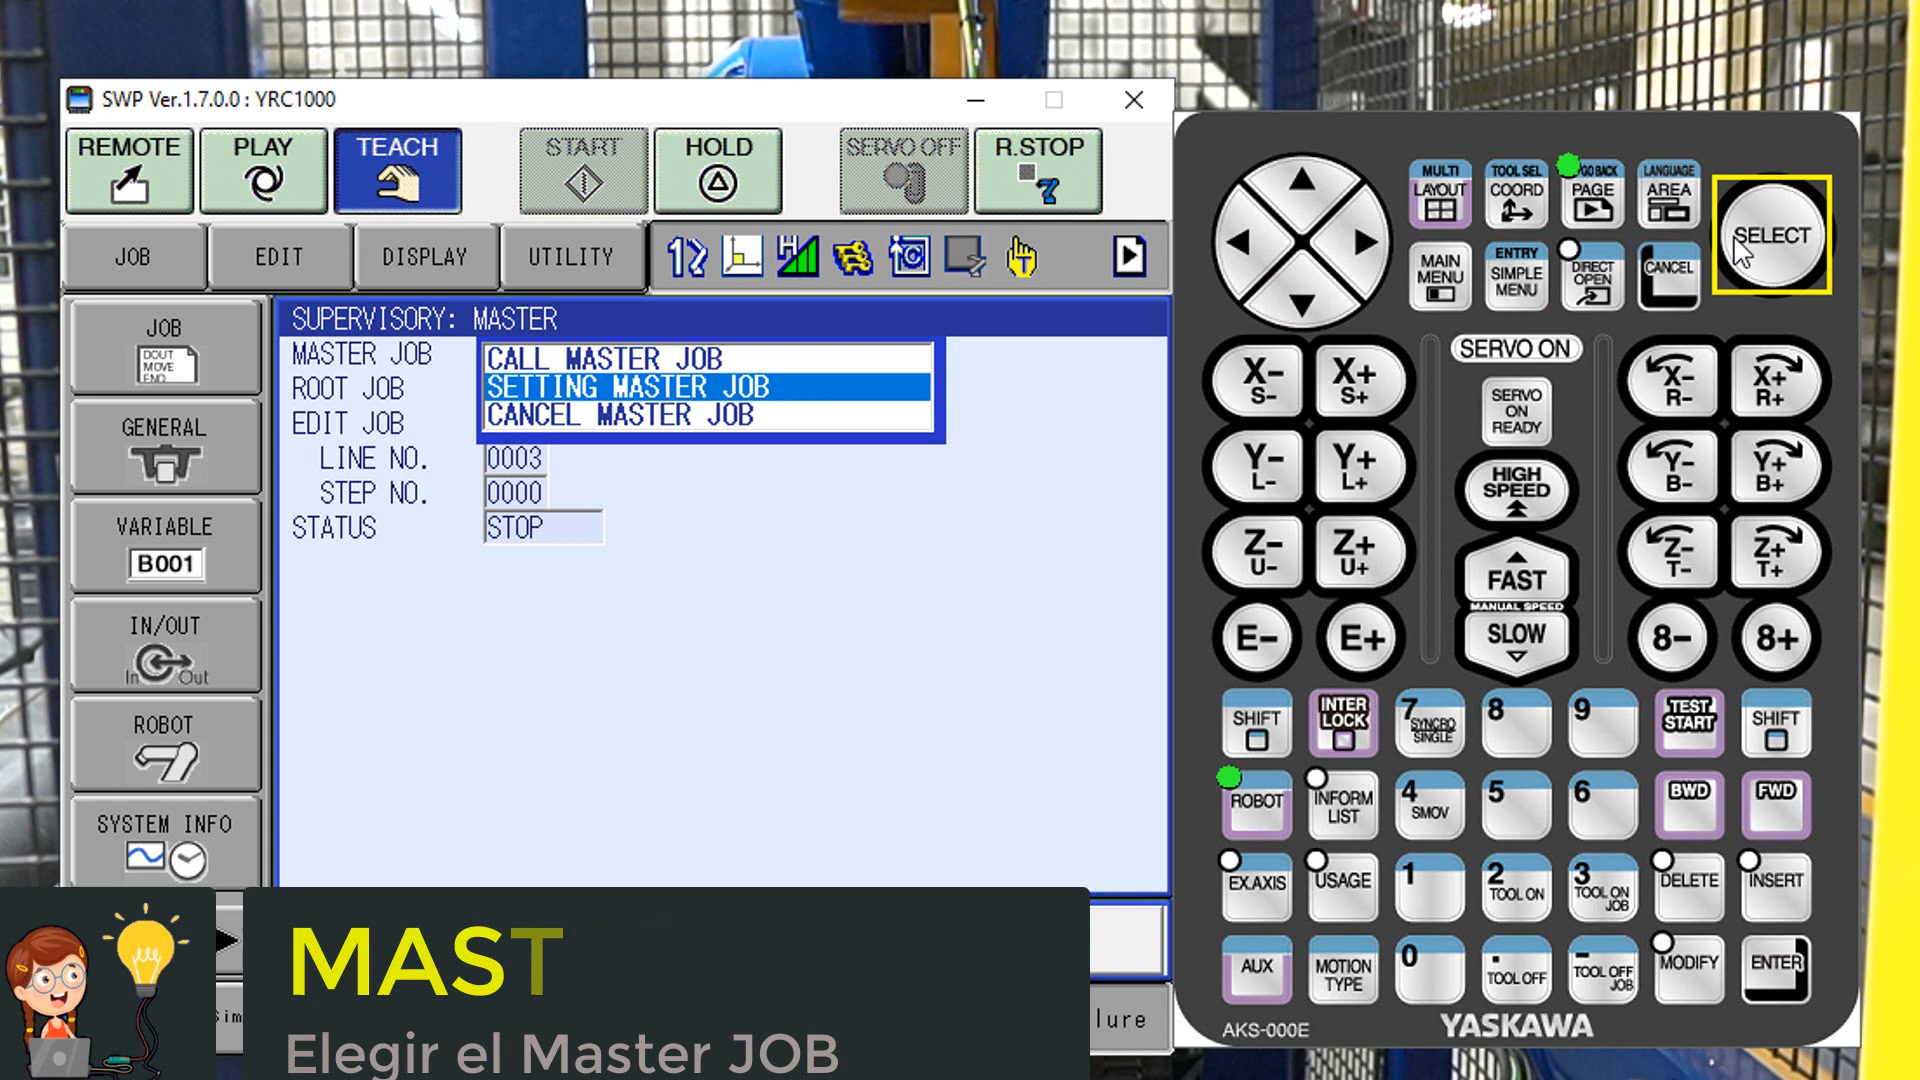 SWP Ver.1.7.0.0 : YRC1000
REMOTE
PLAY
TEACH
START
HOLD
SERVO OFF
R.STOP
JOB
EDIT
DISPLAY
UTILITY
JOB
DOUT
MOVE
END
GENERAL
VARIABLE
B001
IN/OUT
In
Out
ROBOT
SYSTEM INFO
SUPERVISORY: MASTER
MASTER JOB
ROOT JOB
EDIT JOB
LINE NO. 0003
STEP NO. 0000
STATUS STOP
CALL MASTER JOB
SETTING MASTER JOB
CANCEL MASTER JOB
MAST
Elegir el Master JOB
MULTI
LAYOUT
TOOL SEL
COORD
GO BACK
PAGE
LANGUAGE
AREA
SELECT
MAIN
MENU
ENTRY
SIMPLE
MENU
DIRECT
OPEN
CANCEL
SERVO ON
X-
S-
X+
S+
SERVO
ON
READY
X-
R-
X+
R+
Y-
L-
Y+
L+
HIGH
SPEED
Y-
B-
Y+
B+
Z-
U-
Z+
U+
FAST
MANUAL SPEED
SLOW
Z-
T-
Z+
T+
E-
E+
8-
8+
SHIFT
INTER
LOCK
7
SYNCRO
SINGLE
8
9
TEST
START
SHIFT
ROBOT
INFORM
LIST
4
SMOV
5
6
BWD
FWD
EX.AXIS
USAGE
1
2
TOOL ON
3
TOOL ON
JOB
DELETE
INSERT
AUX
MOTION
TYPE
0
.
TOOL OFF
-
TOOL OFF
JOB
MODIFY
ENTER
AKS-000E
YASKAWA